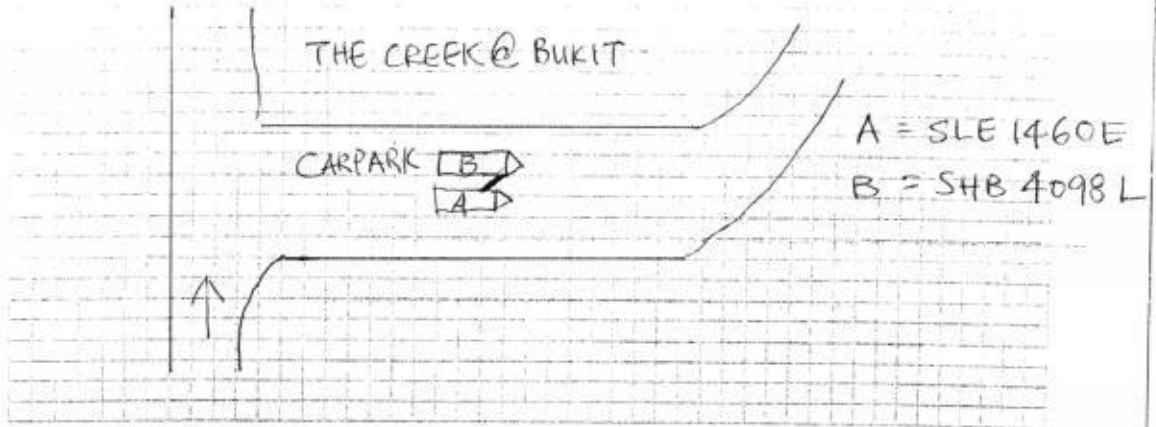 THE CREEK @ BUKIT
A = SLE 1460E
CARPARK B
B = SHB 4098 L
A